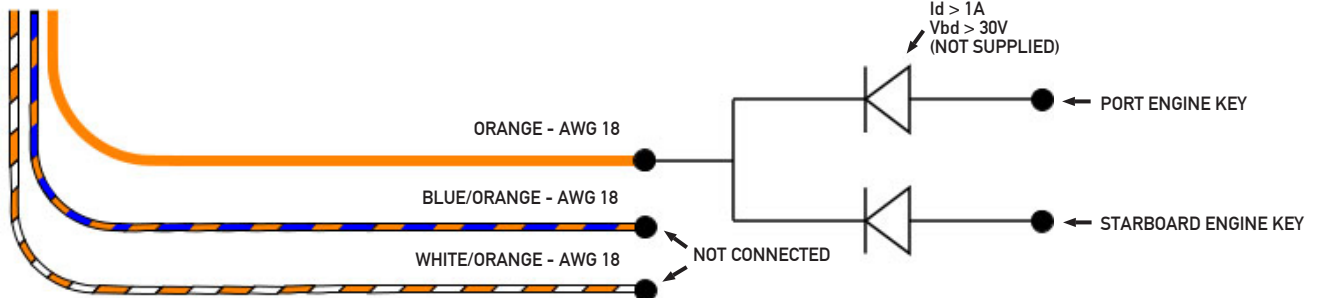 Id > 1A
Vbd > 30V
(NOT SUPPLIED)
PORT ENGINE KEY
ORANGE - AWG 18
BLUE/ORANGE - AWG 18
STARBOARD ENGINE KEY
NOT CONNECTED
WHITE/ORANGE - AWG 18